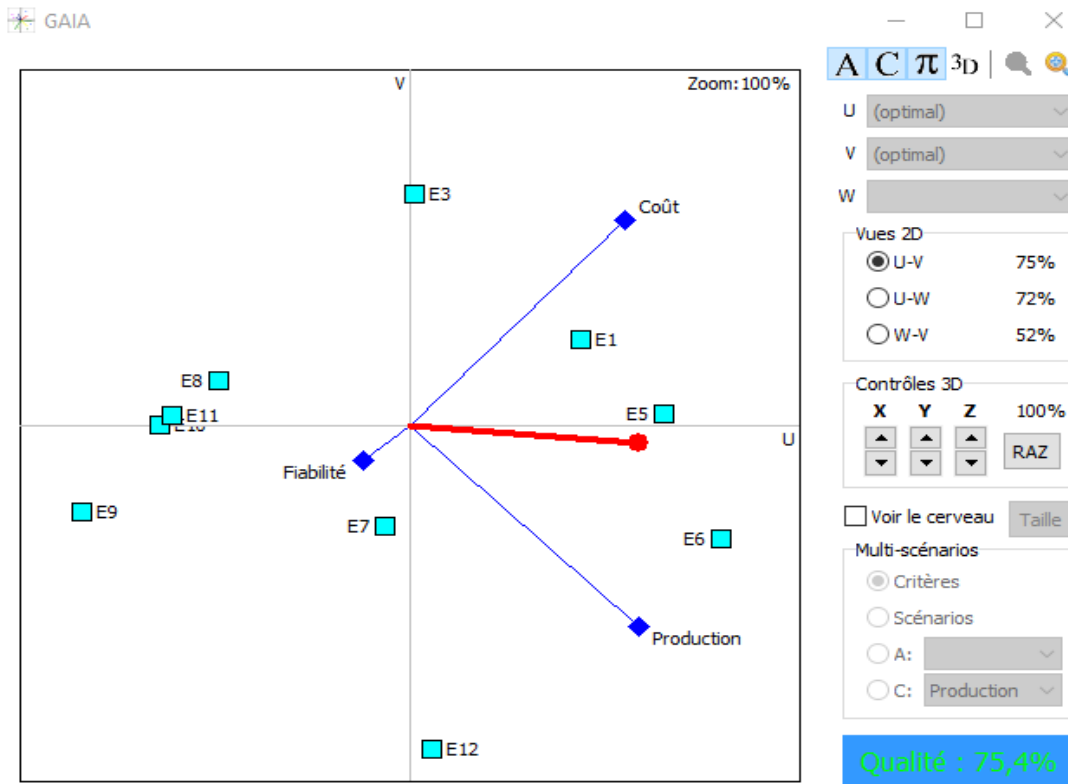 GAIA
A C π 3D
V
Zoom: 100%
U (optimal)
V (optimal)
W
E3
Coût
E1
E8
E11
E10
E5
U
Fiabilité
E9
E7
E6
Production
E12
Vues 2D
U-V 75%
U-W 72%
W-V 52%
Contrôles 3D
X Y Z 100%
RAZ
Voir le cerveau Taille
Multi-scénarios
Critères
Scénarios
A:
C: Production
Qualité : 75,4%